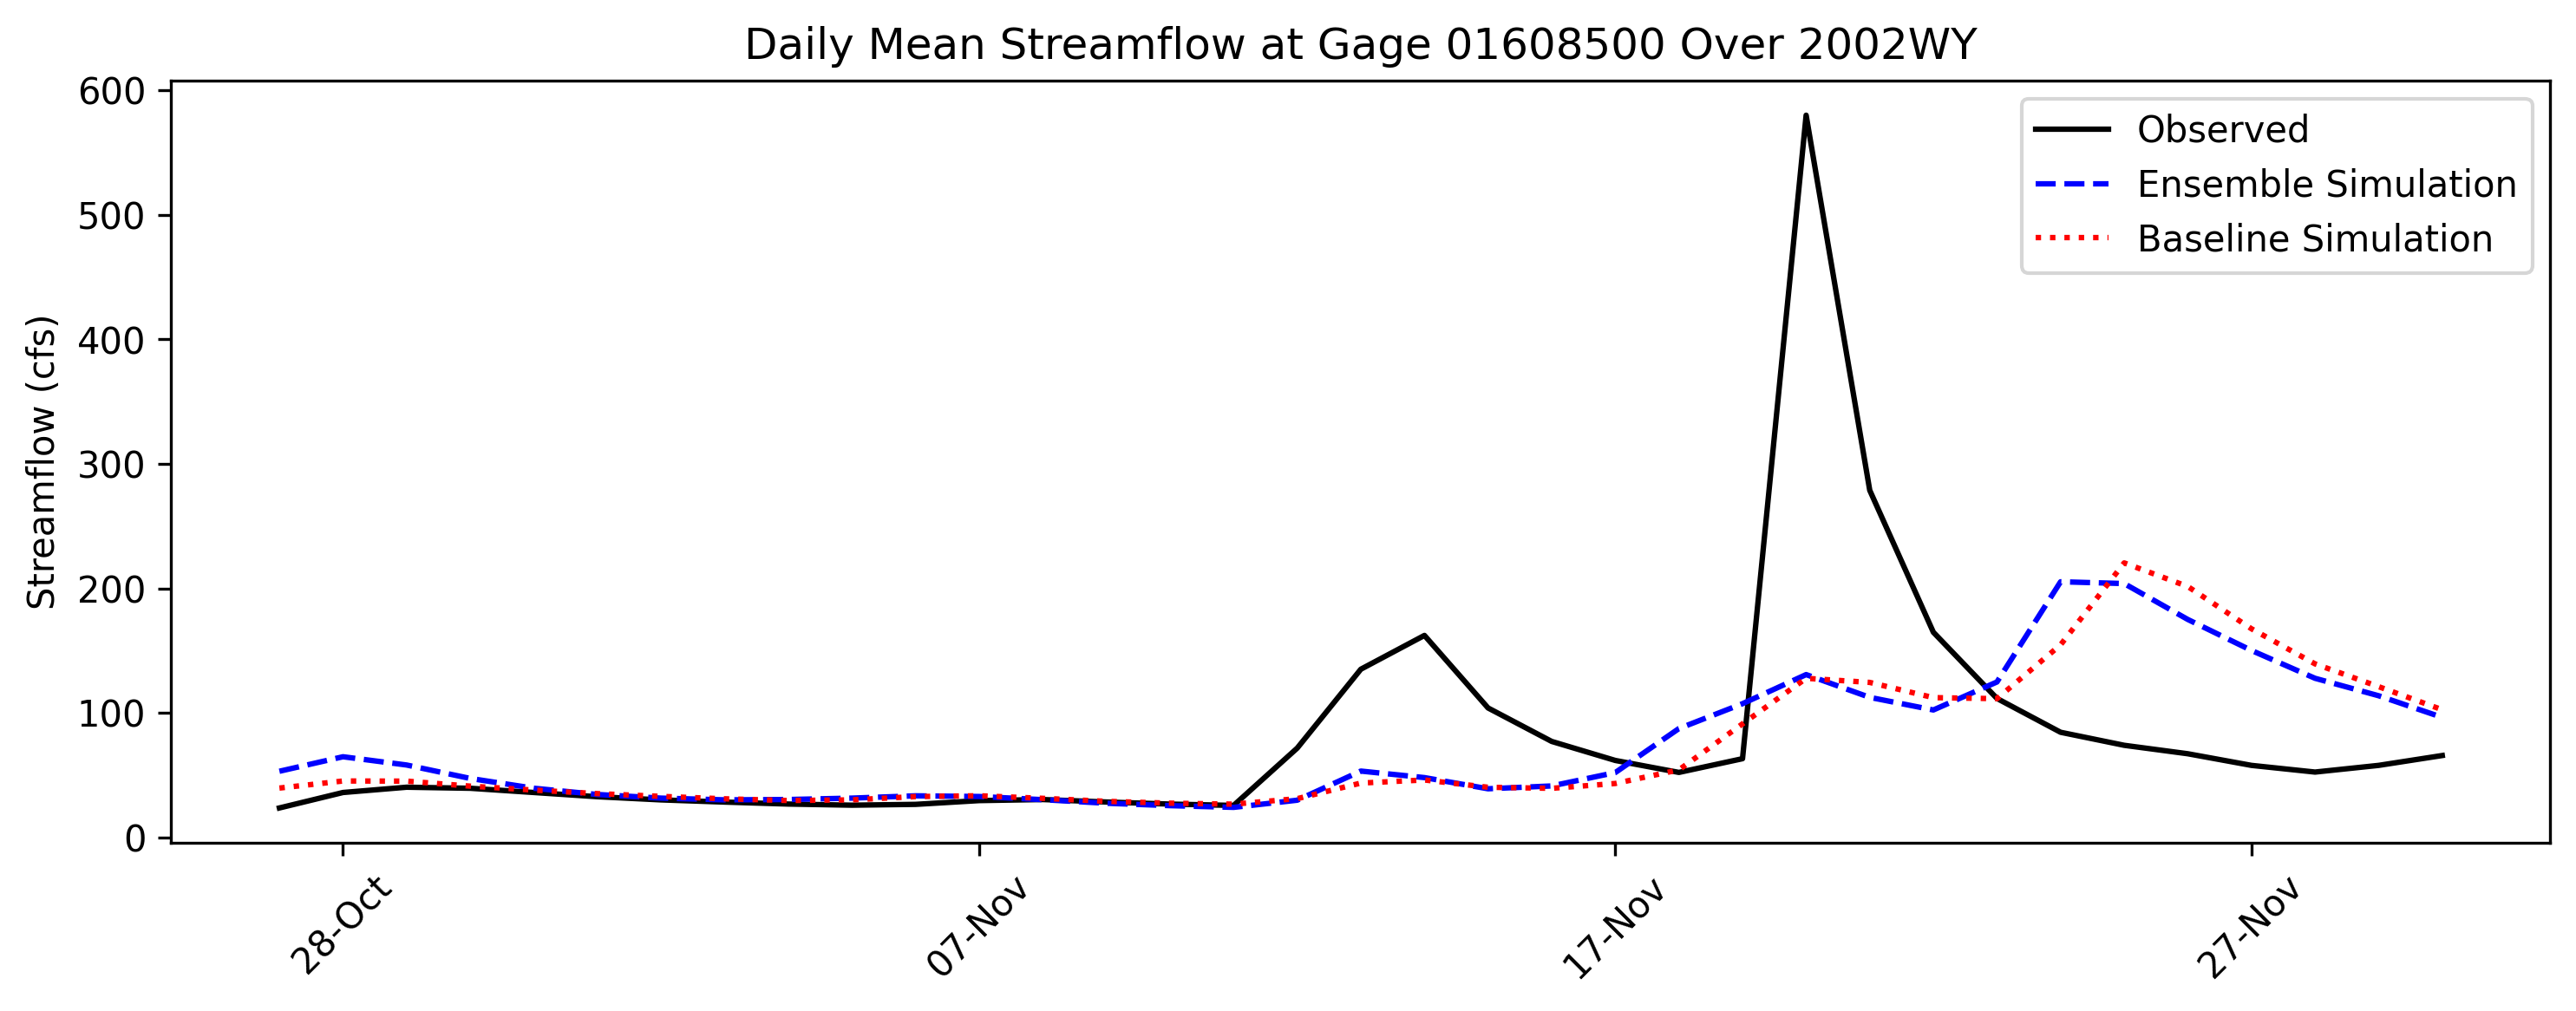 Daily Mean Streamflow at Gage 01608500 Over 2002WY
600
500
400
300
200
100
0
Streamflow (cfs)
Observed
Ensemble Simulation
Baseline Simulation
28-Oct
07-Nov
17-Nov
27-Nov